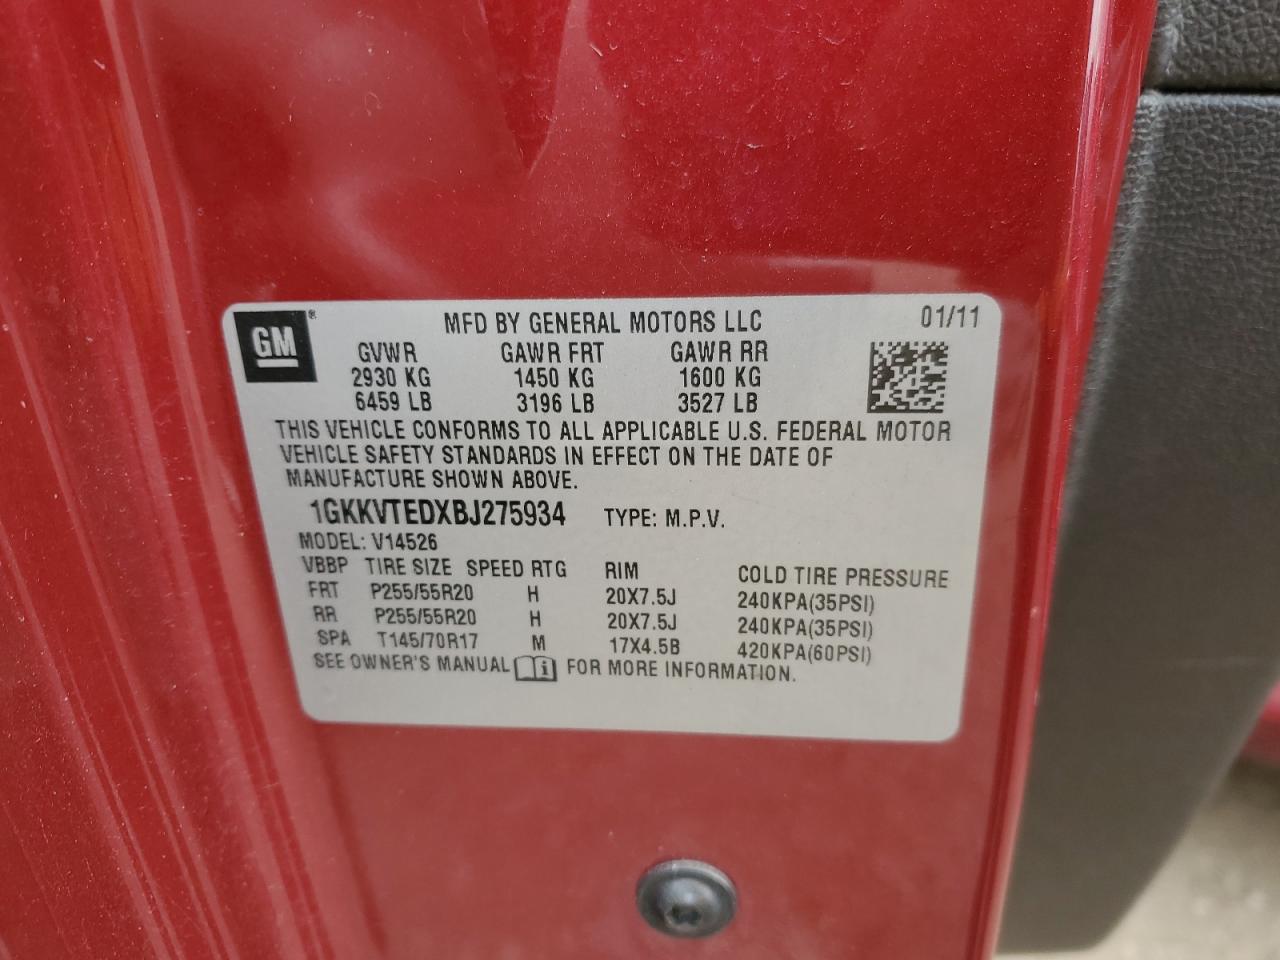 GM®
MFD BY GENERAL MOTORS LLC 01/11
GVWR GAWR FRT GAWR RR
2930 KG 1450 KG 1600 KG
6459 LB 3196 LB 3527 LB
THIS VEHICLE CONFORMS TO ALL APPLICABLE U.S. FEDERAL MOTOR
VEHICLE SAFETY STANDARDS IN EFFECT ON THE DATE OF
MANUFACTURE SHOWN ABOVE.
1GKKVTEDXBJ275934 TYPE: M.P.V.
MODEL: V14526
VBBP TIRE SIZE SPEED RTG RIM COLD TIRE PRESSURE
FRT P255/55R20 H 20X7.5J 240KPA(35PSI)
RR P255/55R20 H 20X7.5J 240KPA(35PSI)
SPA T145/70R17 M 17X4.5B 420KPA(60PSI)
SEE OWNER'S MANUAL i FOR MORE INFORMATION.